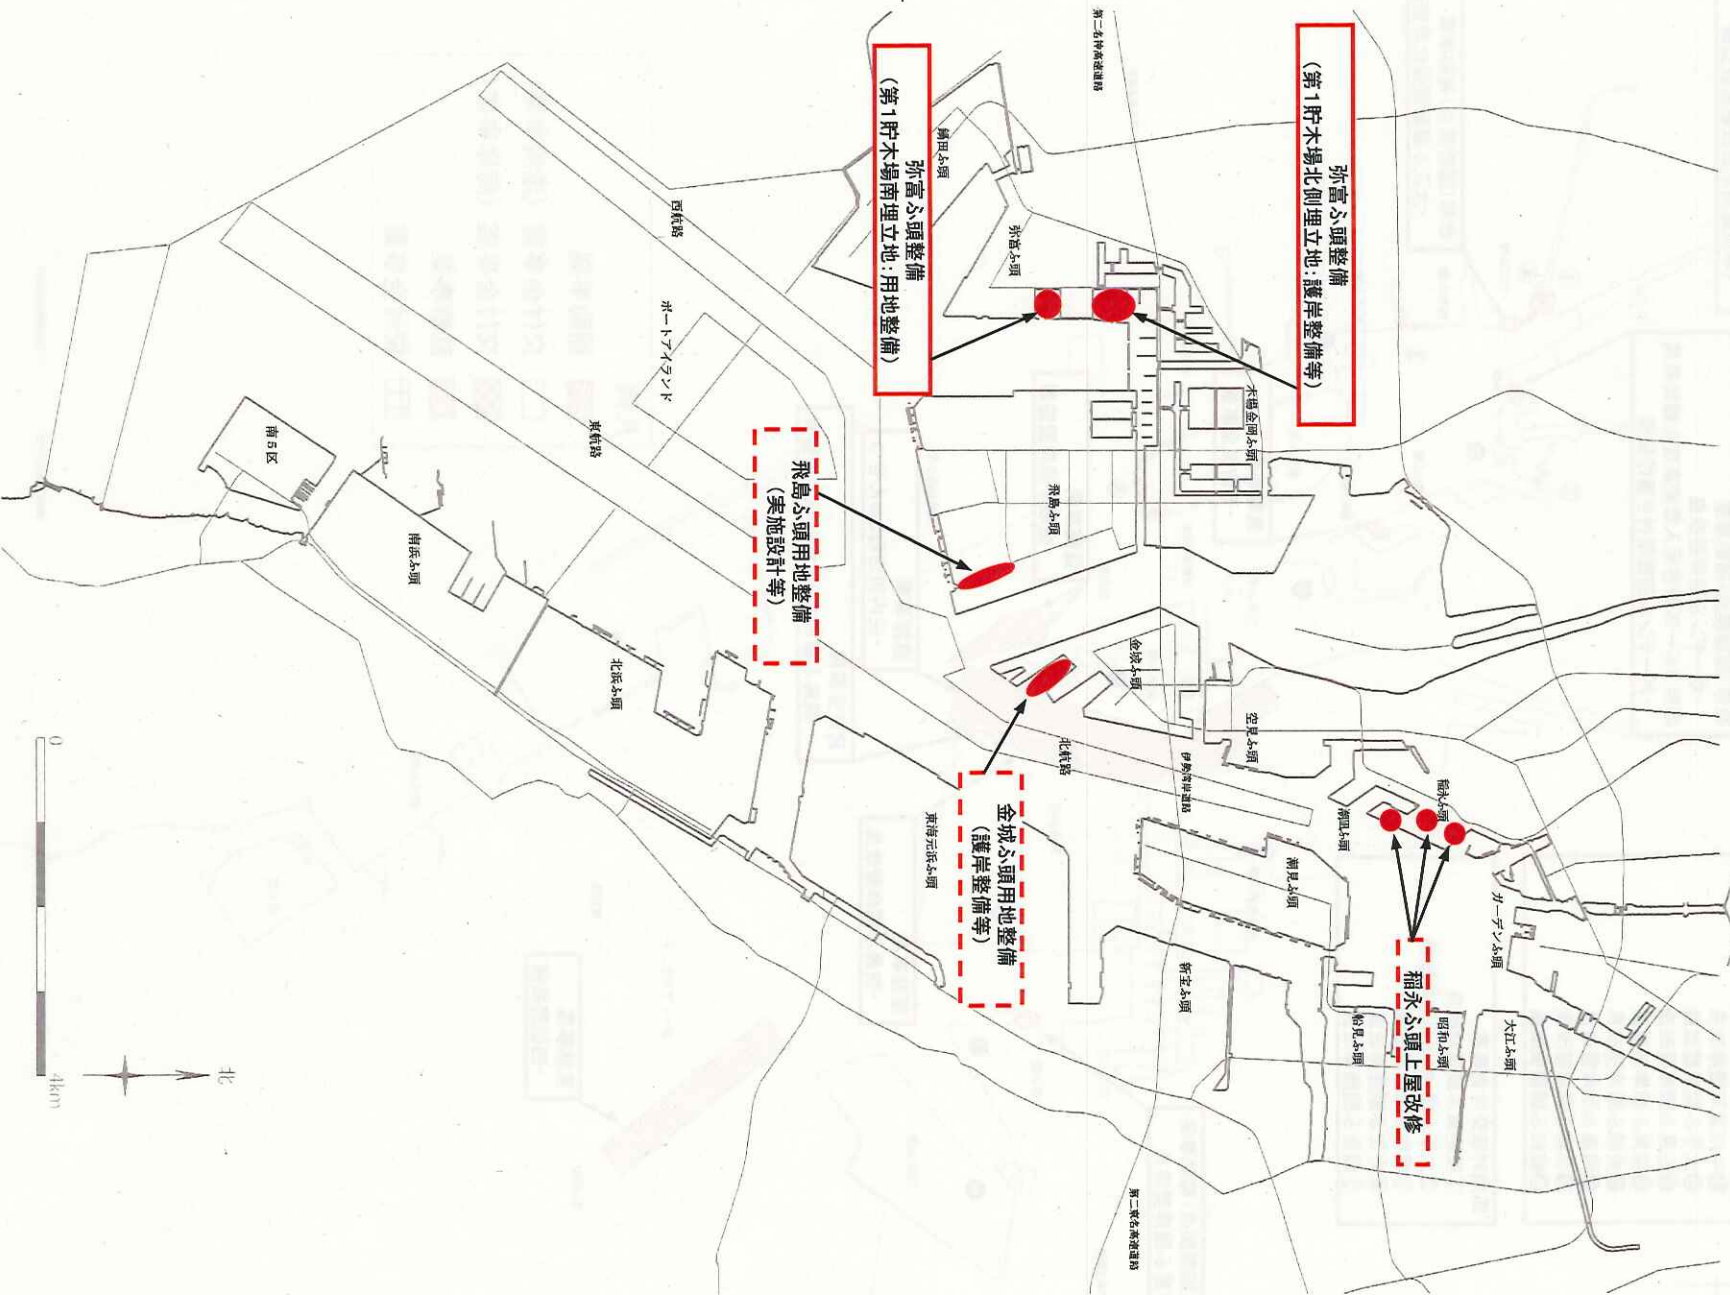 弥富ふ頭整備
(第1貯木場北側埋立地:護岸整備等)
弥富ふ頭整備
(第1貯木場南埋立地:用地整備)
飛島ふ頭用地整備
(実施設計等)
金城ふ頭用地整備
(護岸整備等)
稲永ふ頭上屋改修
第二名神高速道路
鍋田ふ頭
弥富ふ頭
西航路
ポートアイランド
東航路
木場金岡ふ頭
飛島ふ頭
南5区
南浜ふ頭
北浜ふ頭
金城ふ頭
空見ふ頭
北航路
伊勢湾岸道路
稲永ふ頭
潮凪ふ頭
東海元浜ふ頭
潮見ふ頭
ガーデンふ頭
新宝ふ頭
船見ふ頭
昭和ふ頭
大江ふ頭
第二東名高速道路
北
0
4km